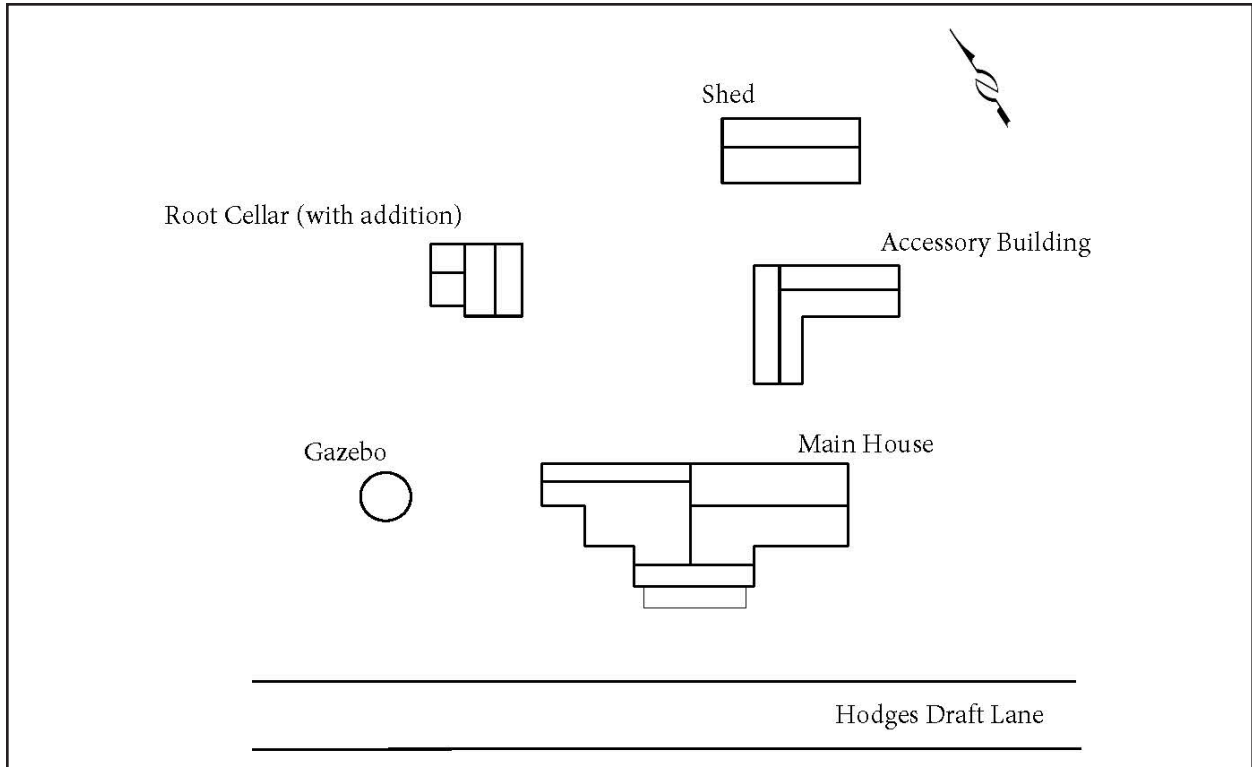 Shed
Root Cellar (with addition)
Accessory Building
Gazebo
Main House
Hodges Draft Lane